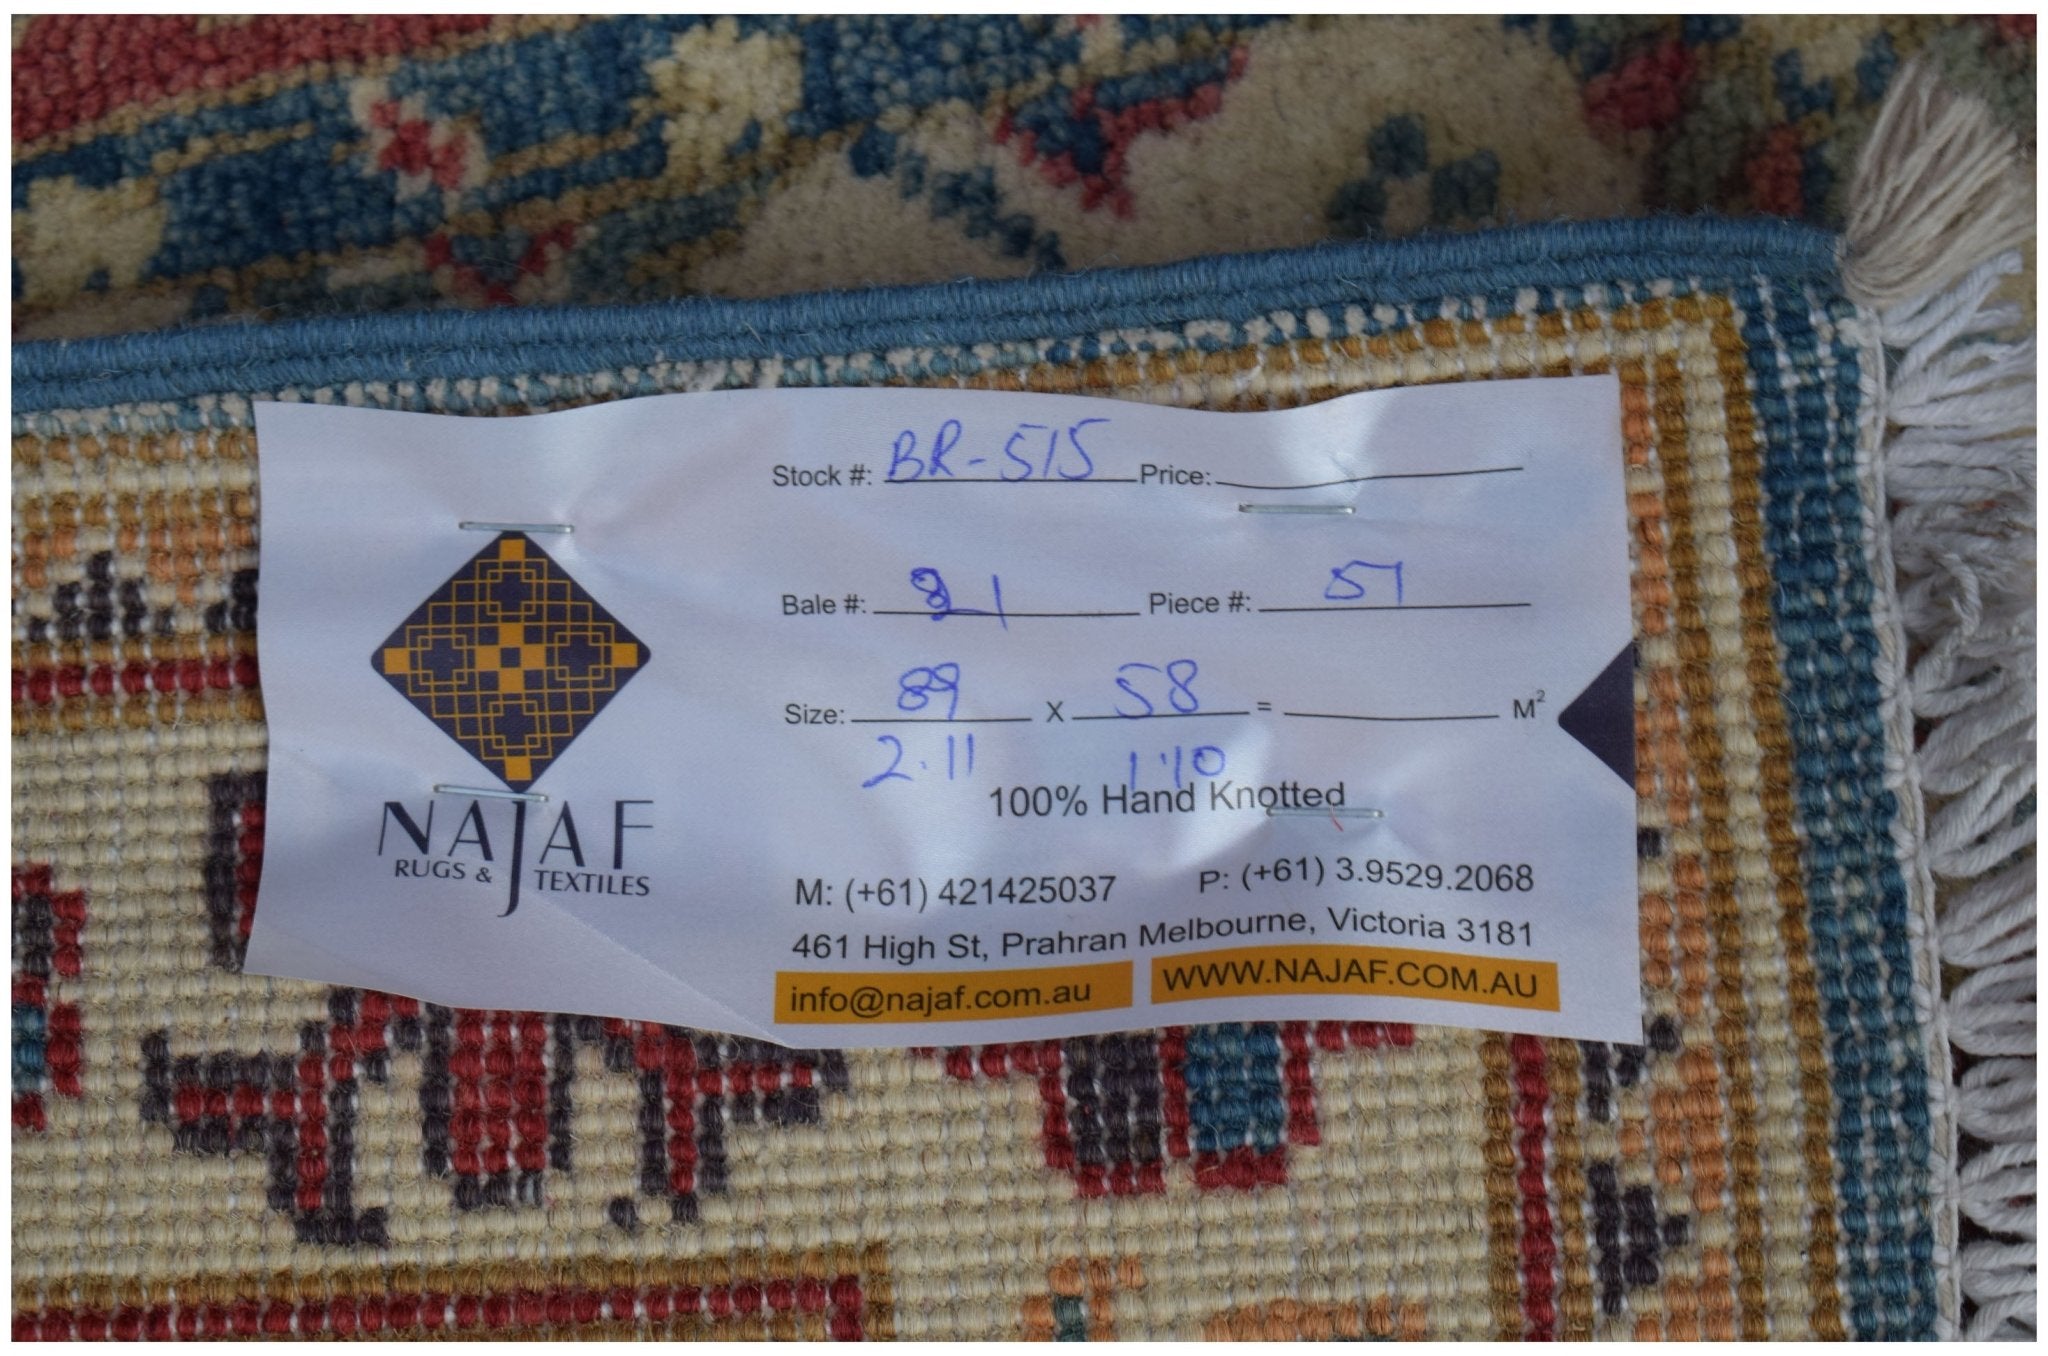 Stock #: BR-515 Price:
Bale #: Piece #: 51
Size: 89 X 58 = M²
2.11 1.10
100% Hand Knotted
NAJAF
RUGS & TEXTILES
M: (+61) 421425037 P: (+61) 3.9529.2068
461 High St, Prahran Melbourne, Victoria 3181
info@najaf.com.au WWW.NAJAF.COM.AU